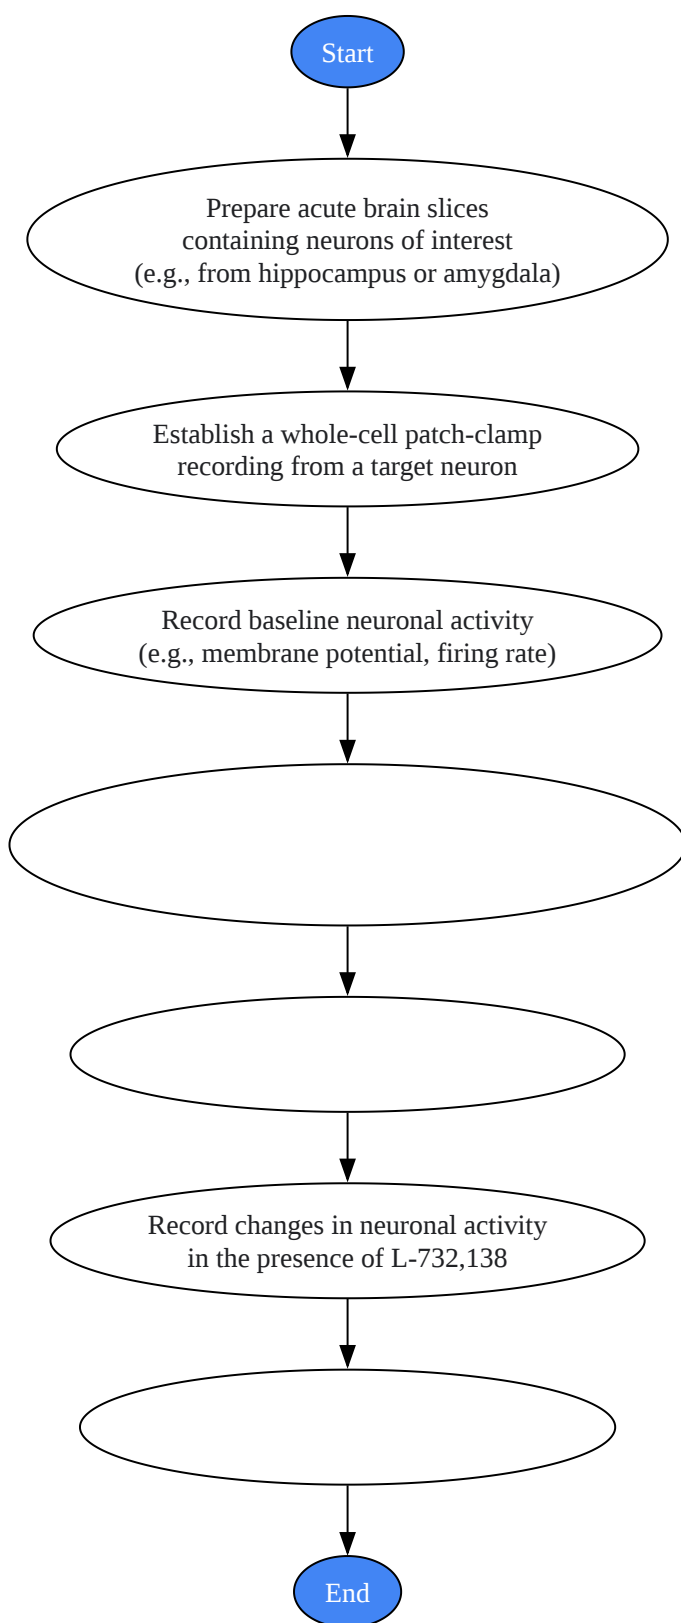 Start
Prepare acute brain slices
containing neurons of interest
(e.g., from hippocampus or amygdala)
Establish a whole-cell patch-clamp
recording from a target neuron
Record baseline neuronal activity
(e.g., membrane potential, firing rate)
Record changes in neuronal activity
in the presence of L-732,138
End